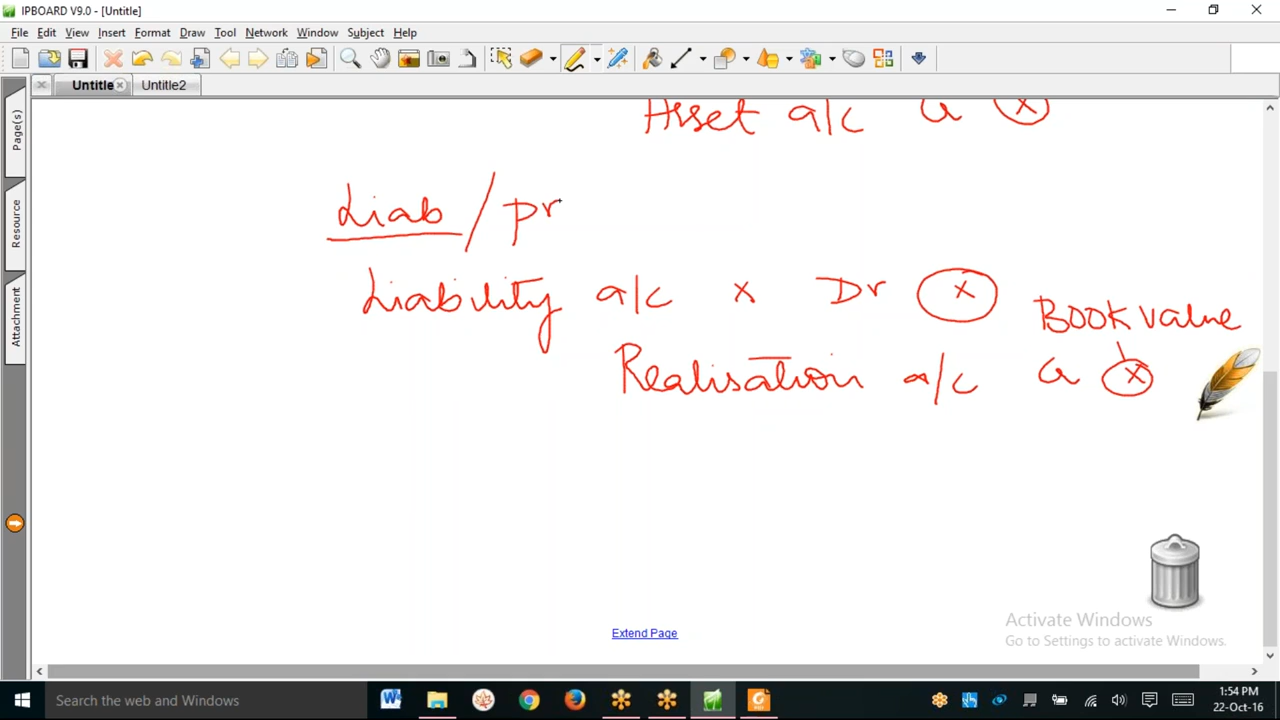 IPBOARD V9.0 - [Untitle]
File Edit View Insert Format Draw Tool Network Window Subject Help
Untitle Untitle2
Page(s)
Resource
Attachment
Asset a/c Cr x
Liab / Pr
Liability a/c x Dr x
Book value
Realisation a/c Cr x
Extend Page
Activate Windows
Go to Settings to activate Windows.
Search the web and Windows
1:54 PM
22-Oct-16